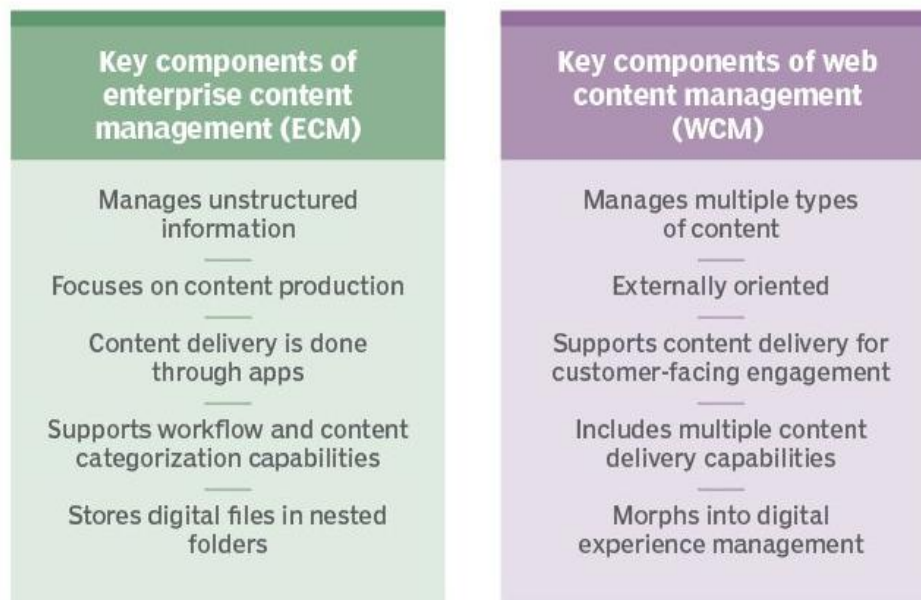 Key components of
enterprise content
management (ECM)
Manages unstructured
information
Focuses on content production
Content delivery is done
through apps
Supports workflow and content
categorization capabilities
Stores digital files in nested
folders
Key components of web
content management
(WCM)
Manages multiple types
of content
Externally oriented
Supports content delivery for
customer-facing engagement
Includes multiple content
delivery capabilities
Morphs into digital
experience management